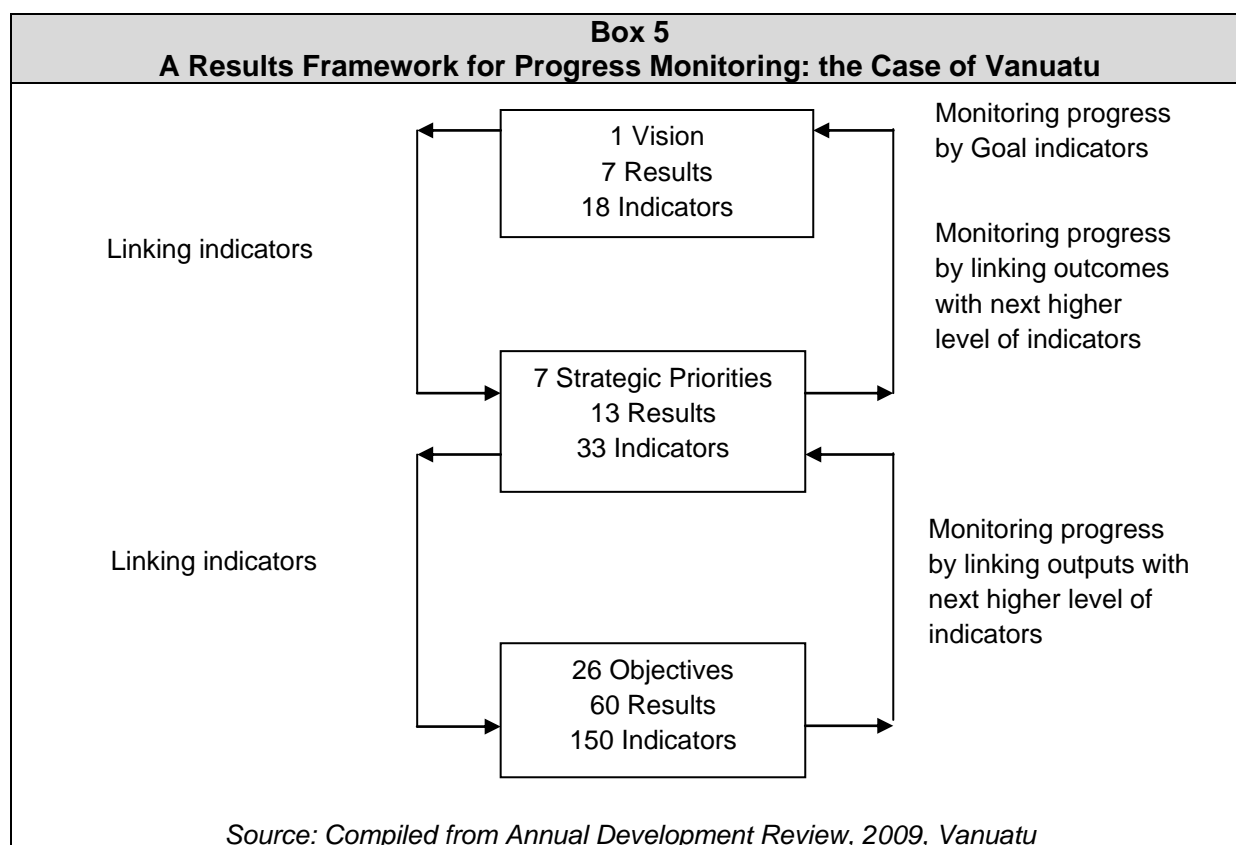 Box 5
A Results Framework for Progress Monitoring: the Case of Vanuatu
1 Vision
7 Results
18 Indicators
Monitoring progress
by Goal indicators
Linking indicators
Monitoring progress
by linking outcomes
with next higher
level of indicators
7 Strategic Priorities
13 Results
33 Indicators
Linking indicators
Monitoring progress
by linking outputs with
next higher level of
indicators
26 Objectives
60 Results
150 Indicators
Source: Compiled from Annual Development Review, 2009, Vanuatu